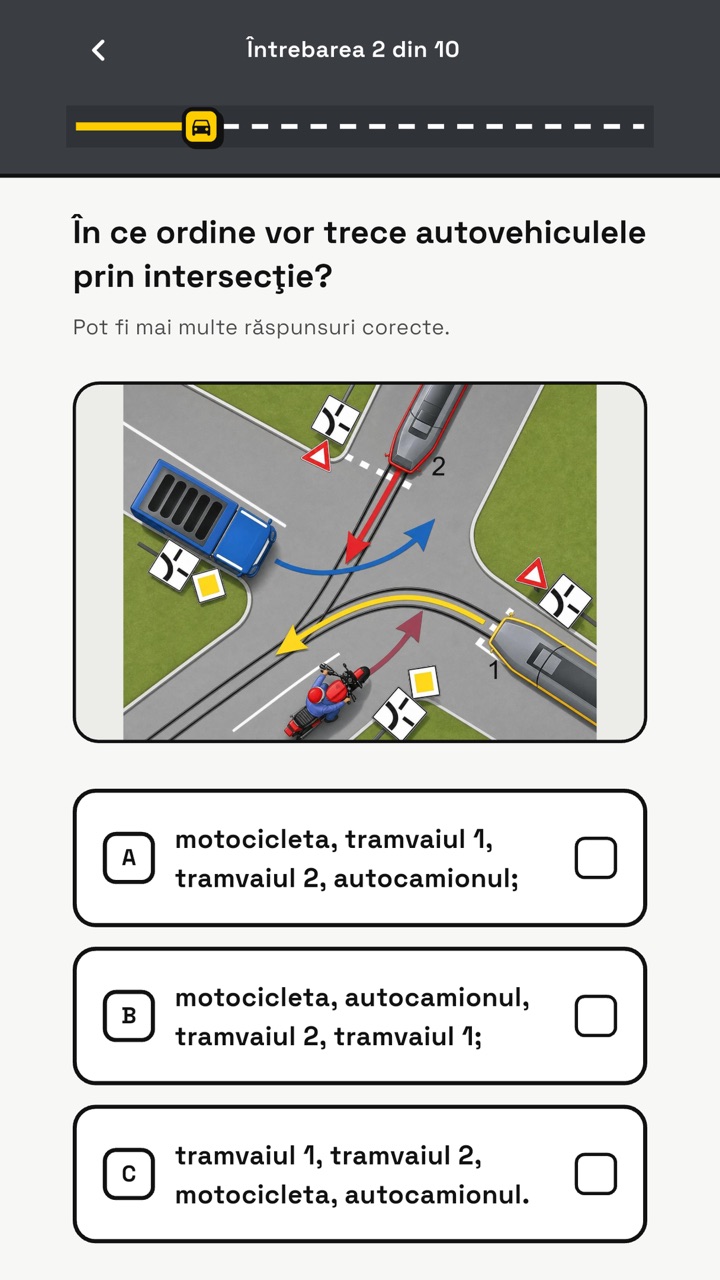 Întrebarea 2 din 10
În ce ordine vor trece autovehiculele
prin intersecţie?
Pot fi mai multe răspunsuri corecte.
2
1
A
motocicleta, tramvaiul 1,
tramvaiul 2, autocamionul;
B
motocicleta, autocamionul,
tramvaiul 2, tramvaiul 1;
C
tramvaiul 1, tramvaiul 2,
motocicleta, autocamionul.